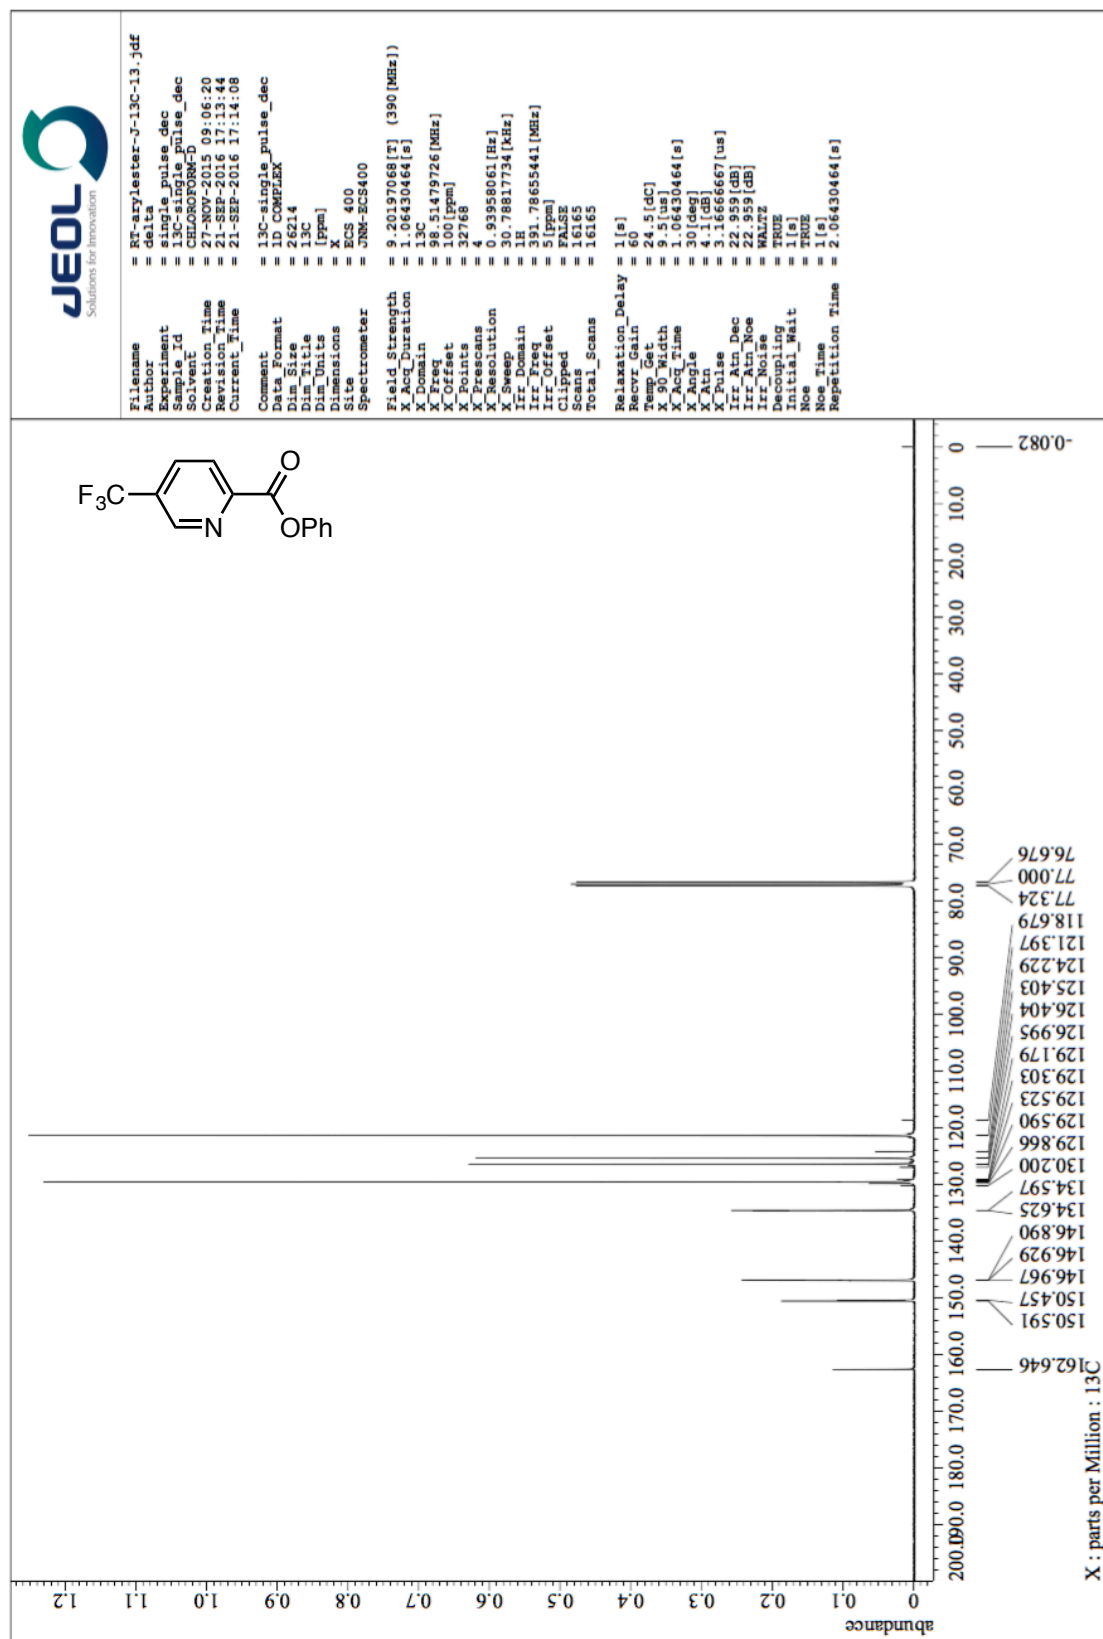 JEOL
Solutions for Innovation
Filename = RT-arylester-J-13C-13.jdf
Author = delta
Experiment = single_pulse_dec
Sample_Id = 13C-single_pulse_dec
Solvent = CHLOROFORM-D
Creation_Time = 27-NOV-2015 09:06:20
Revision_Time = 21-SEP-2016 17:13:44
Current_Time = 21-SEP-2016 17:14:08
Comment = 13C-single_pulse_dec
Data_Format = 1D COMPLEX
Dim_Size = 26214
Dim_Title = 13C
Dim_Units = [ppm]
Dimensions = X
Site = ECS 400
Spectrometer = JNM-ECS400
Field_Strength = 9.20197068[T] (390[MHz])
X_Acq_Duration = 1.06430464[s]
X_Domain = 13C
X_Freq = 98.51479726[MHz]
X_Offset = 100[ppm]
X_Points = 32768
X_Prescans = 4
X_Resolution = 0.93958061[Hz]
X_Sweep = 30.78817734[kHz]
Irr_Domain = 1H
Irr_Freq = 391.78655441[MHz]
Irr_Offset = 5[ppm]
Clipped = FALSE
Scans = 16165
Total_Scans = 16165
Relaxation_Delay = 1[s]
Recvr_Gain = 60
Temp_Get = 24.5[dC]
X_90_Width = 9.5[us]
X_Acq_Time = 1.06430464[s]
X_Angle = 30[deg]
X_Atn = 4.1[dB]
X_Pulse = 3.16666667[us]
Irr_Atn_Dec = 22.959[dB]
Irr_Atn_Noe = 22.959[dB]
Irr_Noise = WALTZ
Decoupling = TRUE
Initial_Wait = 1[s]
Noe = TRUE
Noe_Time = 1[s]
Repetition_Time = 2.06430464[s]
F3C
N
O
OPh
abundance
0 0.1 0.2 0.3 0.4 0.5 0.6 0.7 0.8 0.9 1.0 1.1 1.2
200.0 190.0 180.0 170.0 160.0 150.0 140.0 130.0 120.0 110.0 100.0 90.0 80.0 70.0 60.0 50.0 40.0 30.0 20.0 10.0 0
162.646
150.591
150.457
146.967
146.929
146.890
134.625
134.597
130.200
129.866
129.590
129.523
129.303
129.179
126.995
126.404
125.403
124.229
121.397
118.679
77.324
77.000
76.676
-0.082
X : parts per Million : 13C